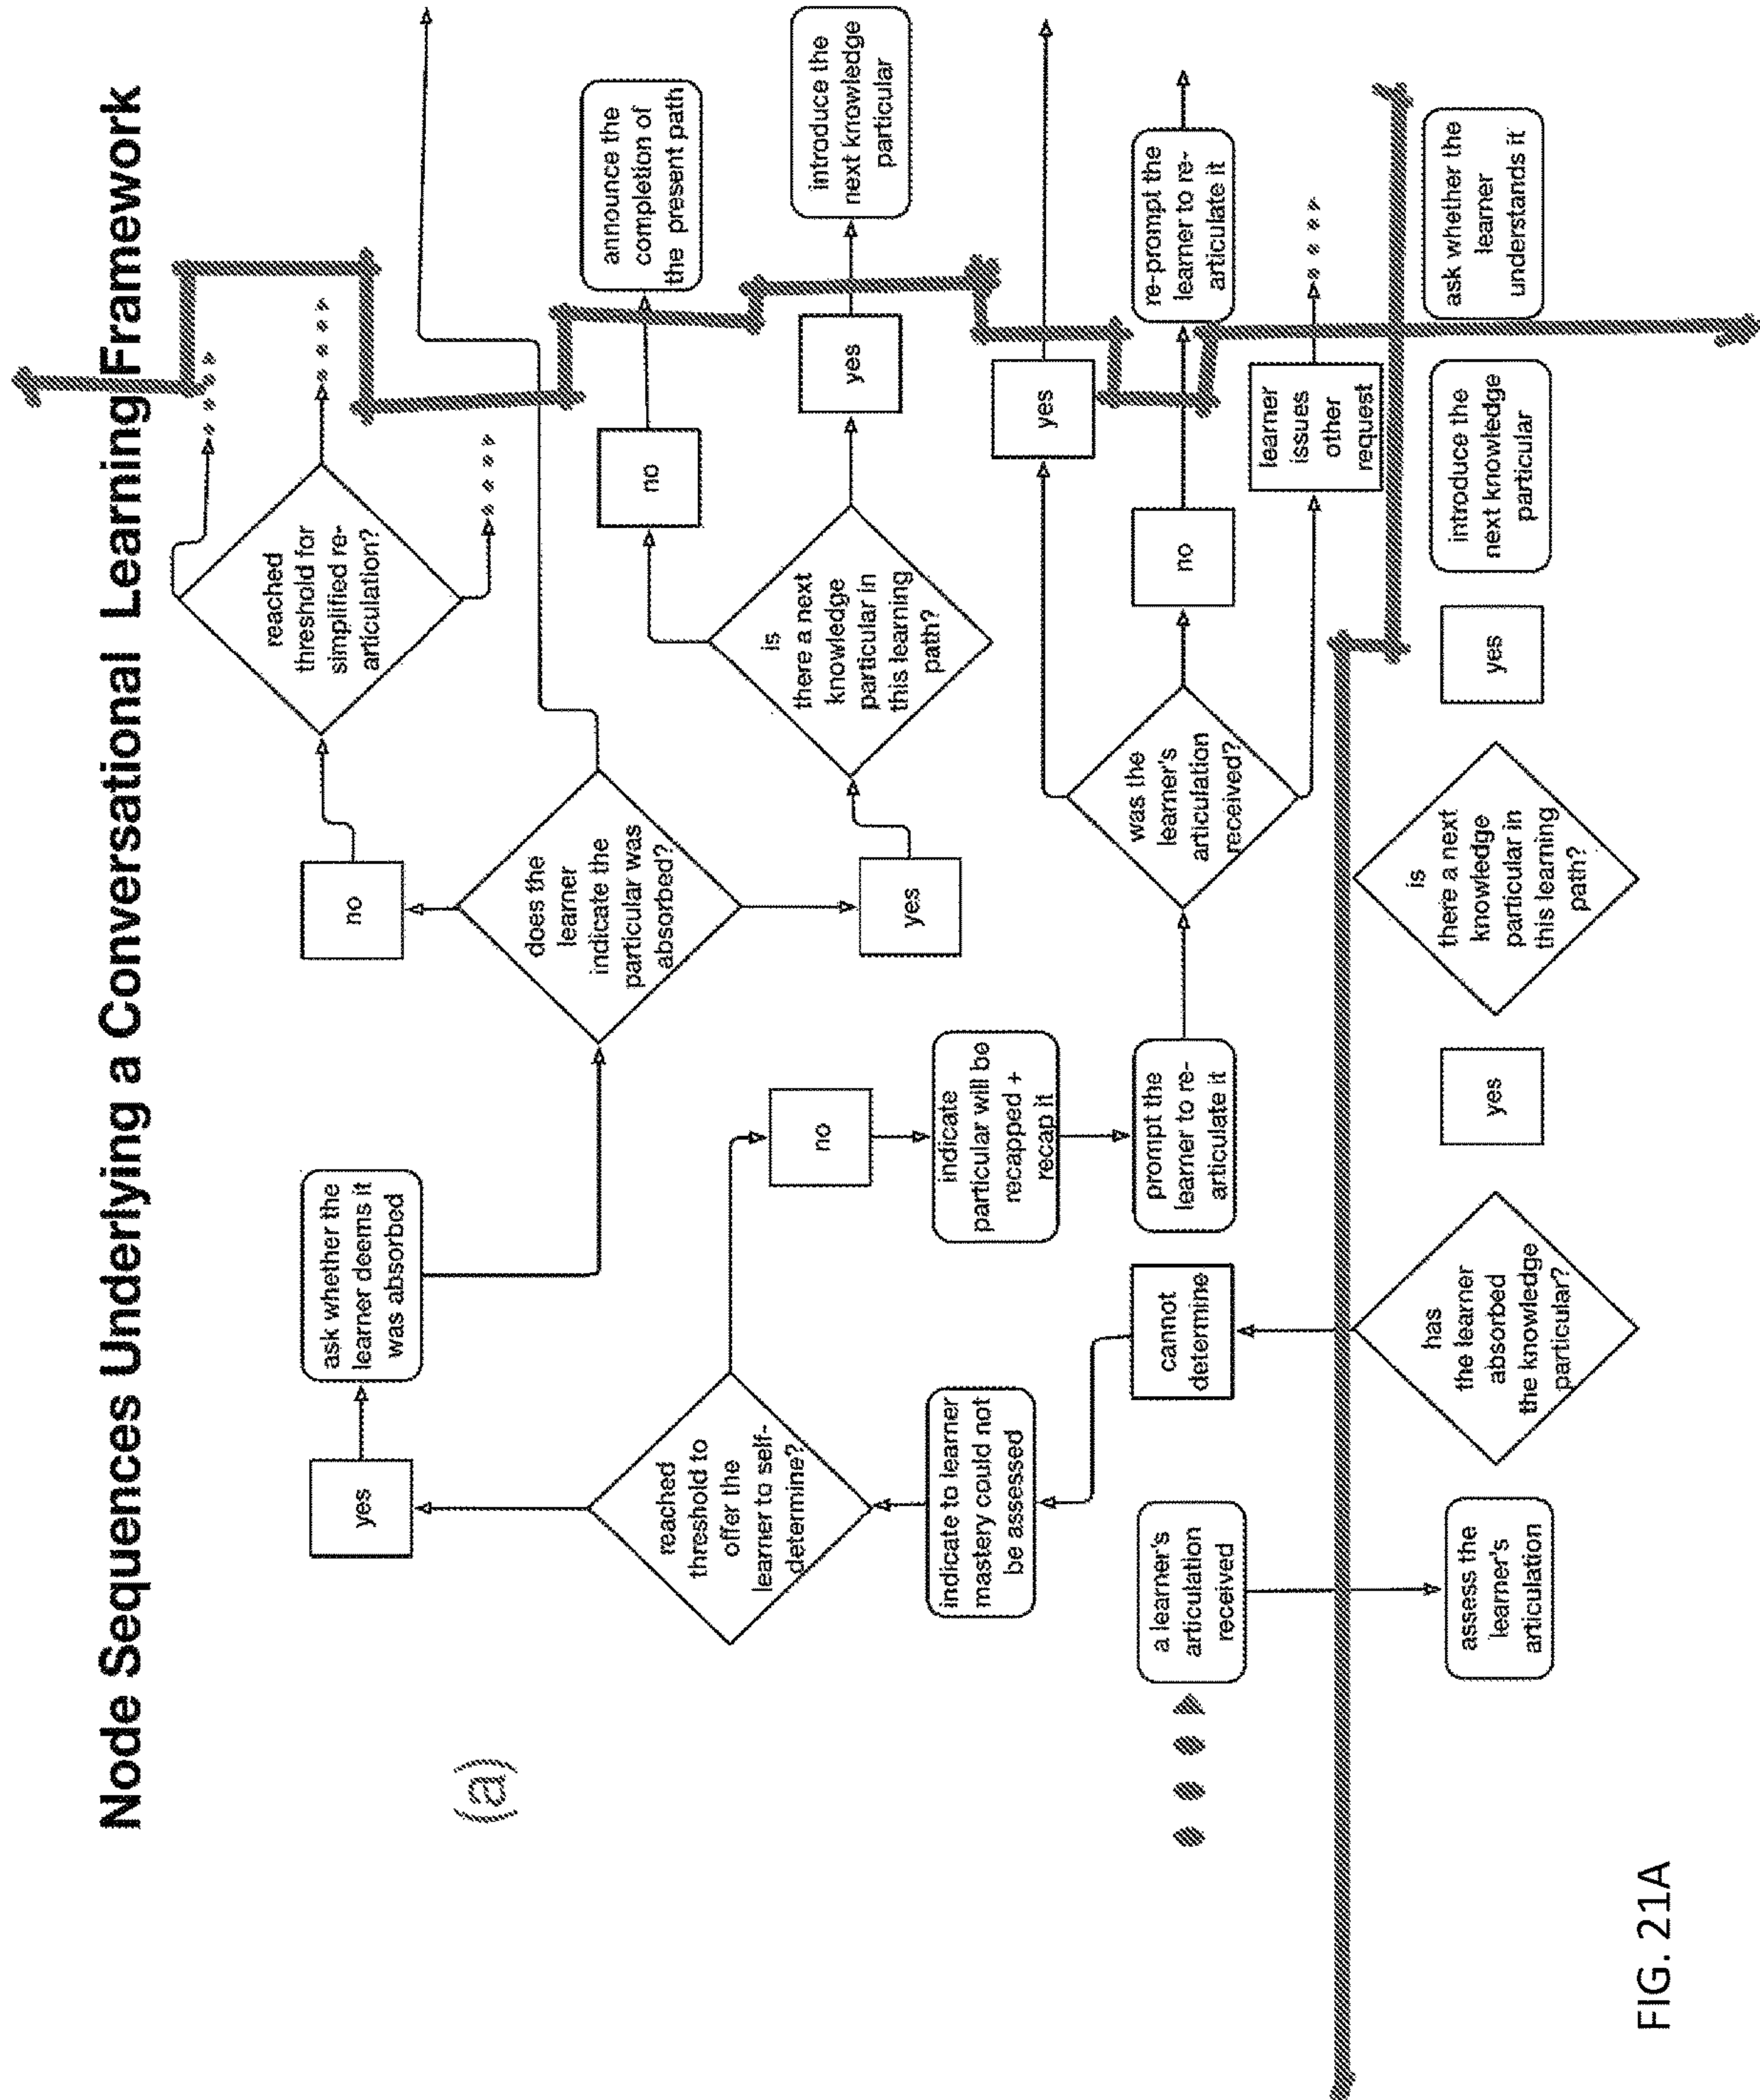 Node Sequences Underlying a Conversational Learning Framework
(a)
yes
ask whether the
learner deems it
was absorbed
no
reached
threshold for
simplified re-
articulation?
reached
threshold to
offer the
learner to self-
determine?
does the
learner
indicate the
particular was
absorbed?
no
announce the
completion of
the present path
no
yes
is
there a next
knowledge
particular in
this learning
path?
yes
introduce the
next knowledge
particular
indicate to learner
mastery could not
be assessed
indicate
particular will be
recapped +
recap it
yes
a learner's
articulation
received
cannot
determine
prompt the
learner to re-
articulate it
was the
learner's
articulation
received?
no
re-prompt the
learner to re-
articulate it
learner
issues
other
request
assess the
learner's
articulation
has
the learner
absorbed
the knowledge
particular?
yes
is
there a next
knowledge
particular in
this learning
path?
yes
introduce the
next knowledge
particular
ask whether the
learner
understands it
FIG. 21A